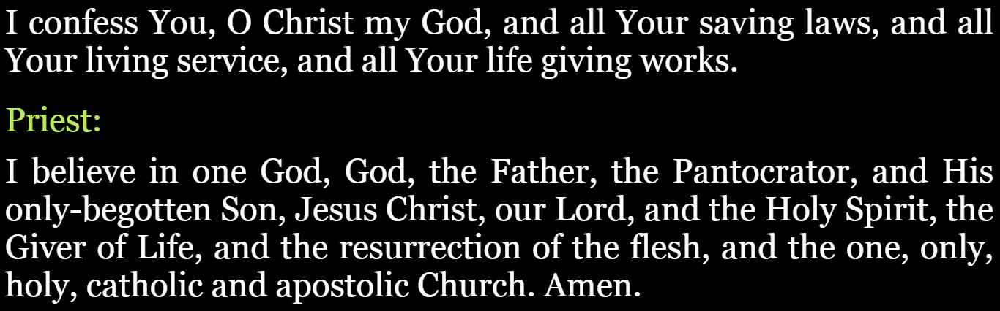 I confess You, O Christ my God, and all Your saving laws, and all
Your living service, and all Your life giving works.
Priest:
I believe in one God, God, the Father, the Pantocrator, and His
only-begotten Son, Jesus Christ, our Lord, and the Holy Spirit, the
Giver of Life, and the resurrection of the flesh, and the one, only,
holy, catholic and apostolic Church. Amen.